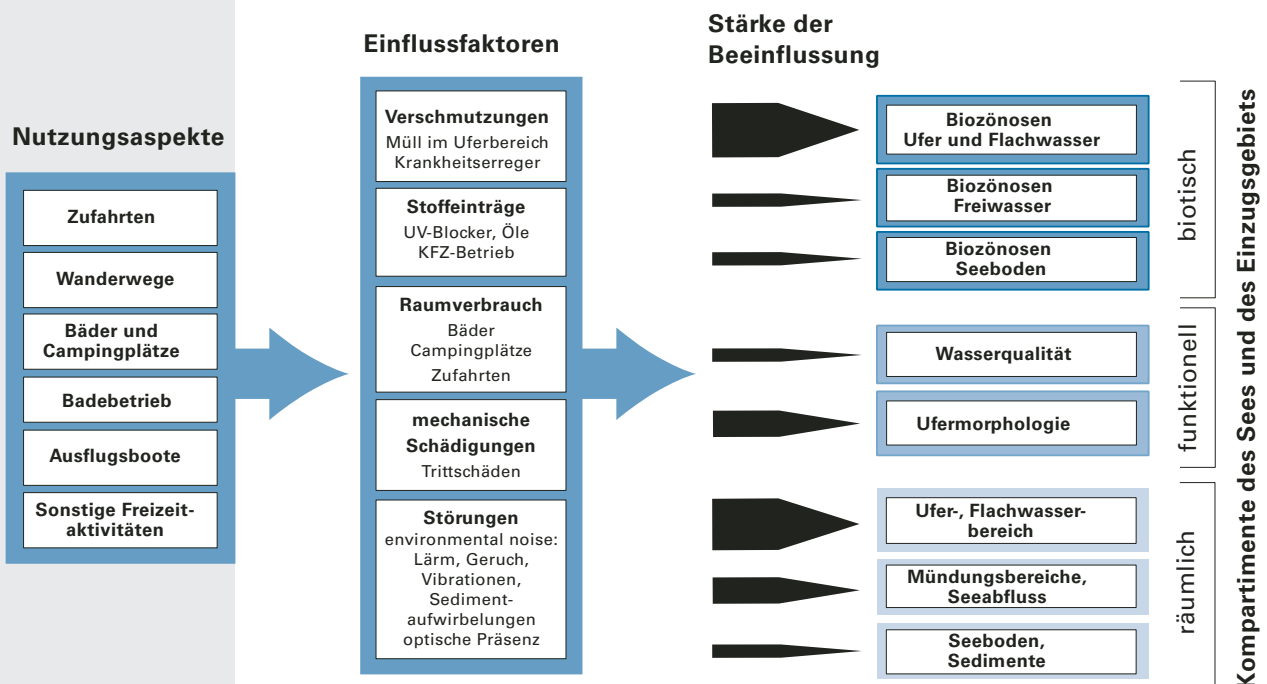 Nutzungsaspekte
Zufahrten
Wanderwege
Bäder und
Campingplätze
Badebetrieb
Ausflugsboote
Sonstige Freizeit-
aktivitäten
Einflussfaktoren
Verschmutzungen
Müll im Uferbereich
Krankheitserreger
Stoffeinträge
UV-Blocker, Öle
KFZ-Betrieb
Raumverbrauch
Bäder
Campingplätze
Zufahrten
mechanische
Schädigungen
Trittschäden
Störungen
environmental noise:
Lärm, Geruch,
Vibrationen,
Sediment-
aufwirbelungen
optische Präsenz
Stärke der
Beeinflussung
Biozönosen
Ufer und Flachwasser
Biozönosen
Freiwasser
Biozönosen
Seeboden
Wasserqualität
Ufermorphologie
Ufer-, Flachwasser-
bereich
Mündungsbereiche,
Seeabfluss
Seeboden,
Sedimente
biotisch
funktionell
räumlich
Kompartimente des Sees und des Einzugsgebiets